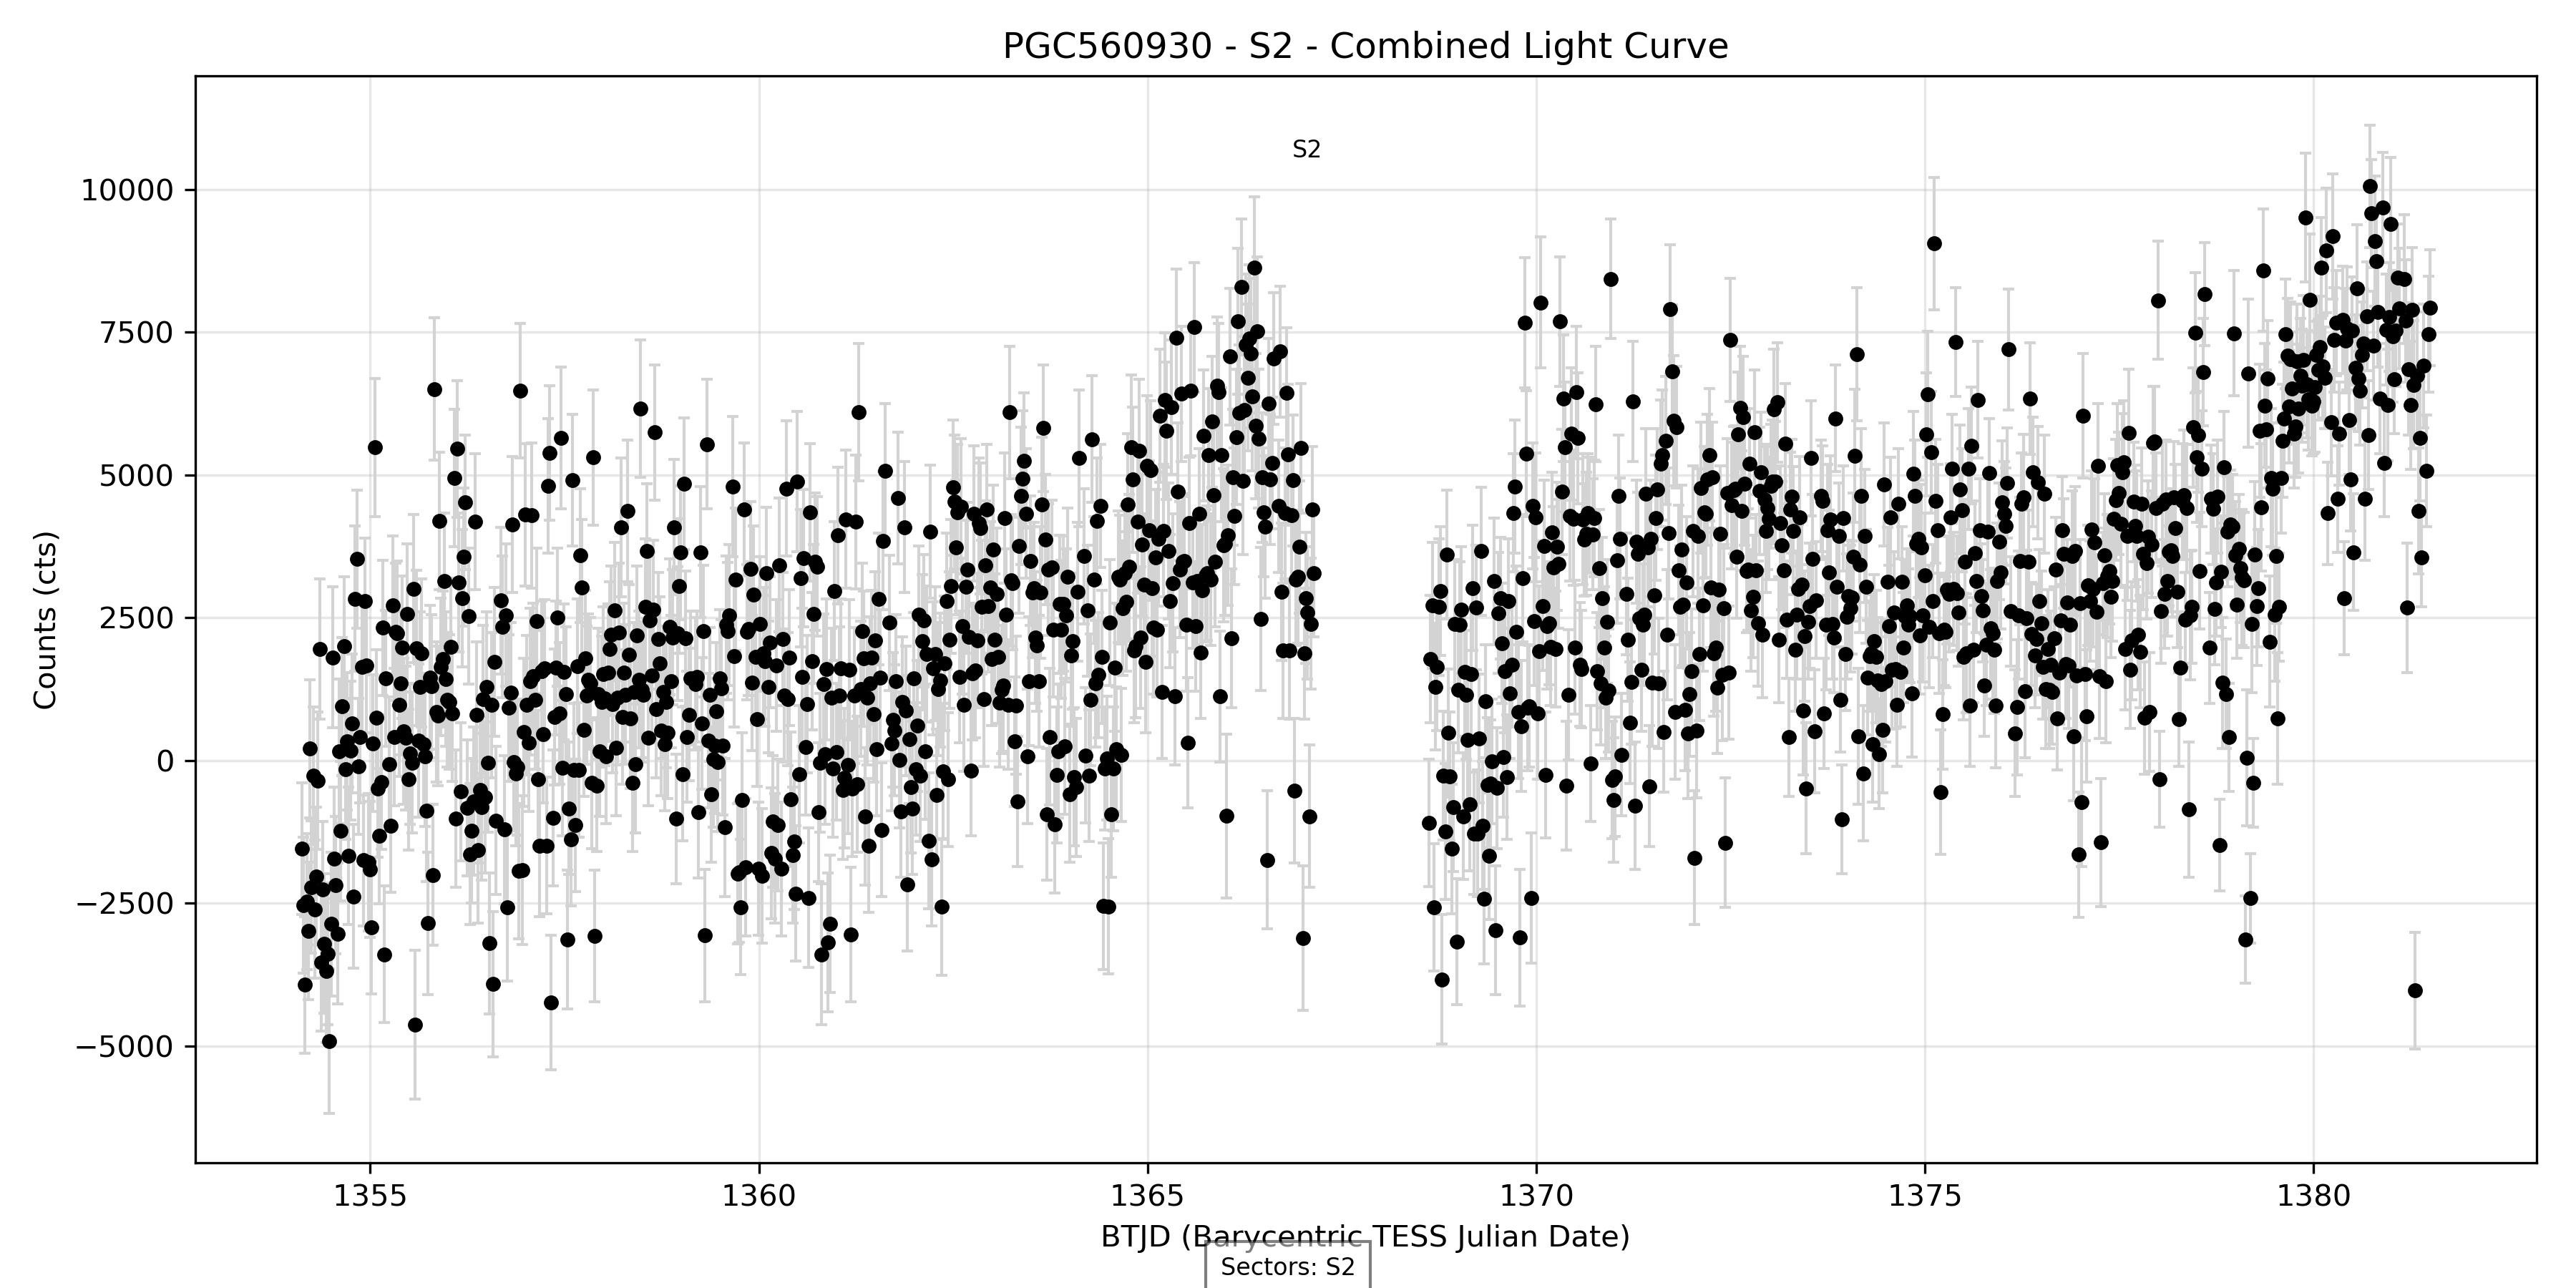 PGC560930 - S2 - Combined Light Curve
S2
Counts (cts)
10000
7500
5000
2500
0
−2500
−5000
1355
1360
1365
1370
1375
1380
BTJD (Barycentric TESS Julian Date)
Sectors: S2